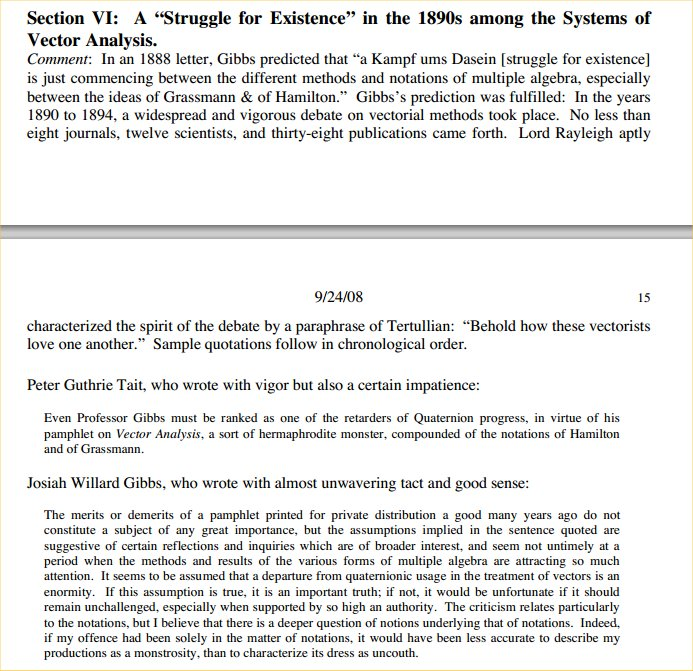 Section VI: A “Struggle for Existence” in the 1890s among the Systems of
Vector Analysis.
Comment: In an 1888 letter, Gibbs predicted that “a Kampf ums Dasein [struggle for existence]
is just commencing between the different methods and notations of multiple algebra, especially
between the ideas of Grassmann & of Hamilton.” Gibbs’s prediction was fulfilled: In the years
1890 to 1894, a widespread and vigorous debate on vectorial methods took place. No less than
eight journals, twelve scientists, and thirty-eight publications came forth. Lord Rayleigh aptly
9/24/08 15
characterized the spirit of the debate by a paraphrase of Tertullian: “Behold how these vectorists
love one another.” Sample quotations follow in chronological order.
Peter Guthrie Tait, who wrote with vigor but also a certain impatience:
Even Professor Gibbs must be ranked as one of the retarders of Quaternion progress, in virtue of his
pamphlet on Vector Analysis, a sort of hermaphrodite monster, compounded of the notations of Hamilton
and of Grassmann.
Josiah Willard Gibbs, who wrote with almost unwavering tact and good sense:
The merits or demerits of a pamphlet printed for private distribution a good many years ago do not
constitute a subject of any great importance, but the assumptions implied in the sentence quoted are
suggestive of certain reflections and inquiries which are of broader interest, and seem not untimely at a
period when the methods and results of the various forms of multiple algebra are attracting so much
attention. It seems to be assumed that a departure from quaternionic usage in the treatment of vectors is an
enormity. If this assumption is true, it is an important truth; if not, it would be unfortunate if it should
remain unchallenged, especially when supported by so high an authority. The criticism relates particularly
to the notations, but I believe that there is a deeper question of notions underlying that of notations. Indeed,
if my offence had been solely in the matter of notations, it would have been less accurate to describe my
productions as a monstrosity, than to characterize its dress as uncouth.